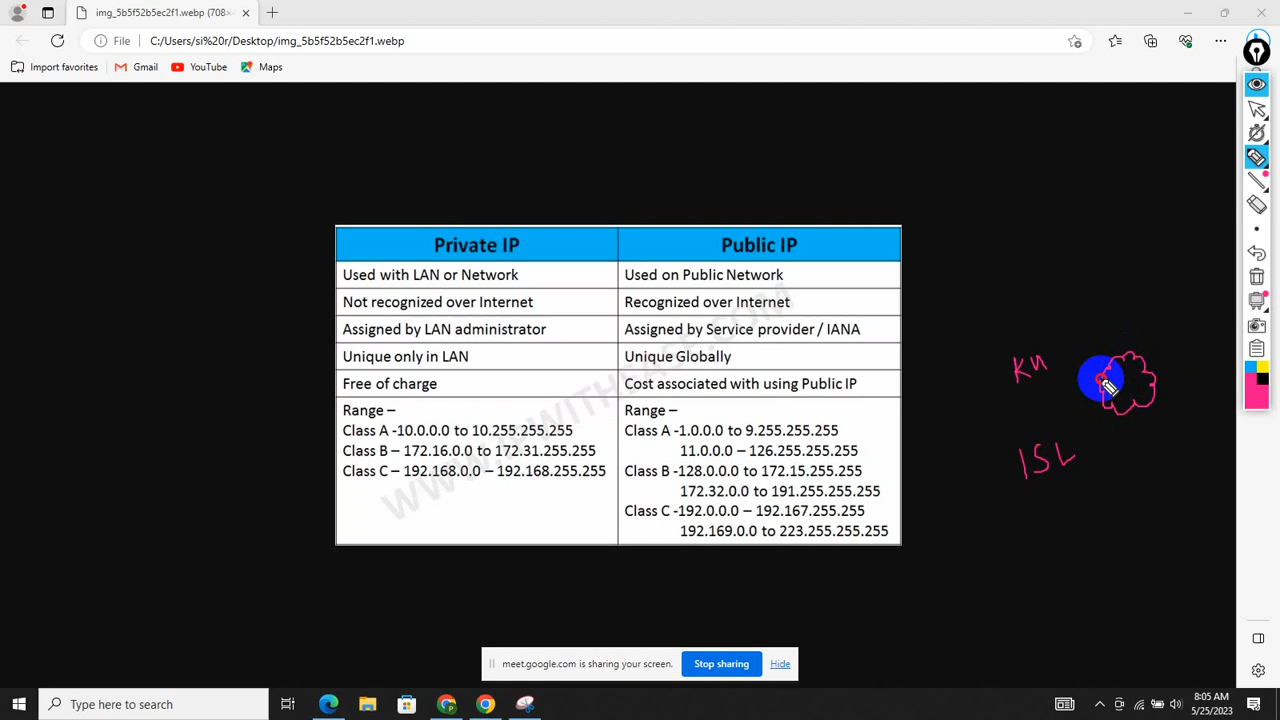 img_5b5f52b5ec2f1.webp (708×
File
C:/Users/si%20r/Desktop/img_5b5f52b5ec2f1.webp
Import favorites
Gmail
YouTube
Maps
Private IP
Public IP
Used with LAN or Network
Used on Public Network
Not recognized over Internet
Recognized over Internet
Assigned by LAN administrator
Assigned by Service provider / IANA
Unique only in LAN
Unique Globally
Free of charge
Cost associated with using Public IP
Range –
Class A -10.0.0.0 to 10.255.255.255
Class B – 172.16.0.0 to 172.31.255.255
Class C – 192.168.0.0 – 192.168.255.255
Range –
Class A -1.0.0.0 to 9.255.255.255
11.0.0.0 – 126.255.255.255
Class B -128.0.0.0 to 172.15.255.255
172.32.0.0 to 191.255.255.255
Class C -192.0.0.0 – 192.167.255.255
192.169.0.0 to 223.255.255.255
WWW.IPWITHEASE.COM
ISL
meet.google.com is sharing your screen.
Stop sharing
Hide
Type here to search
8:05 AM
5/25/2023